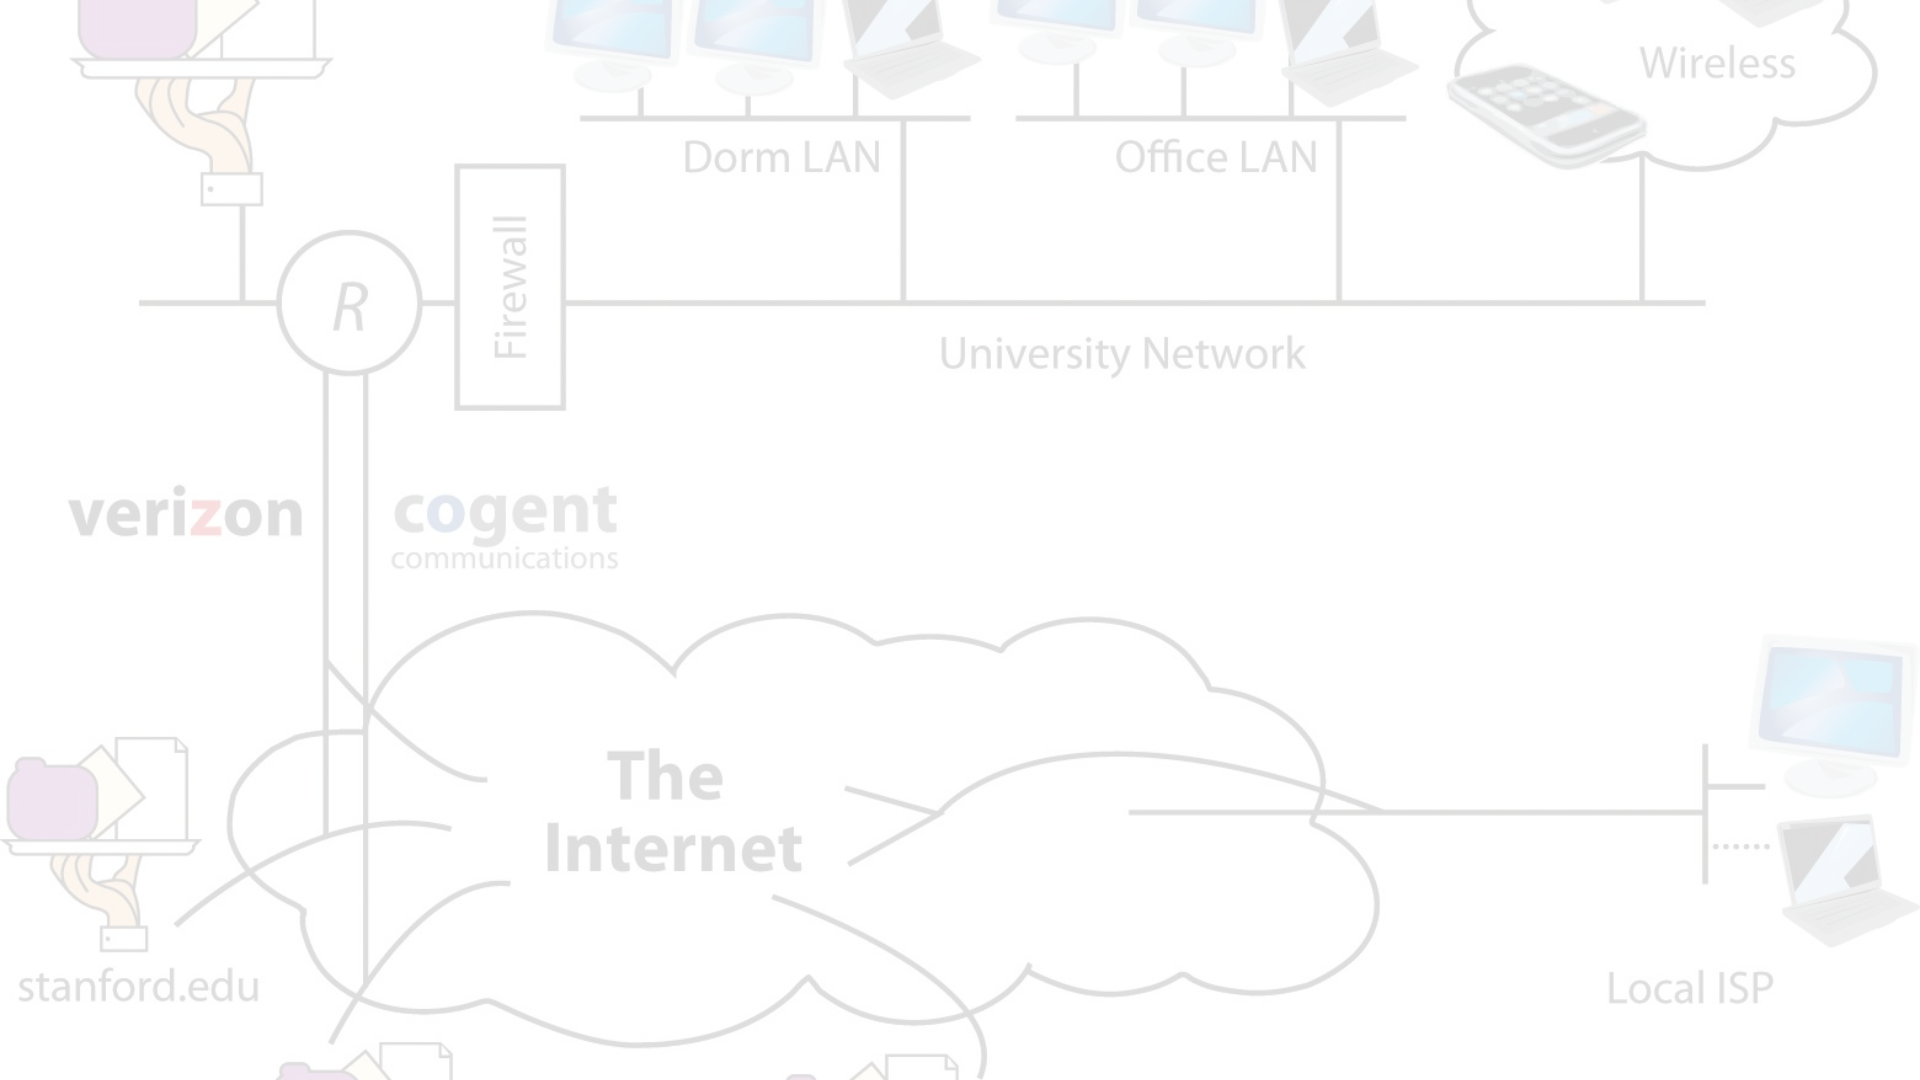 Wireless
Dorm LAN
Office LAN
R
Firewall
University Network
verizon
cogent
communications
The
Internet
stanford.edu
Local ISP